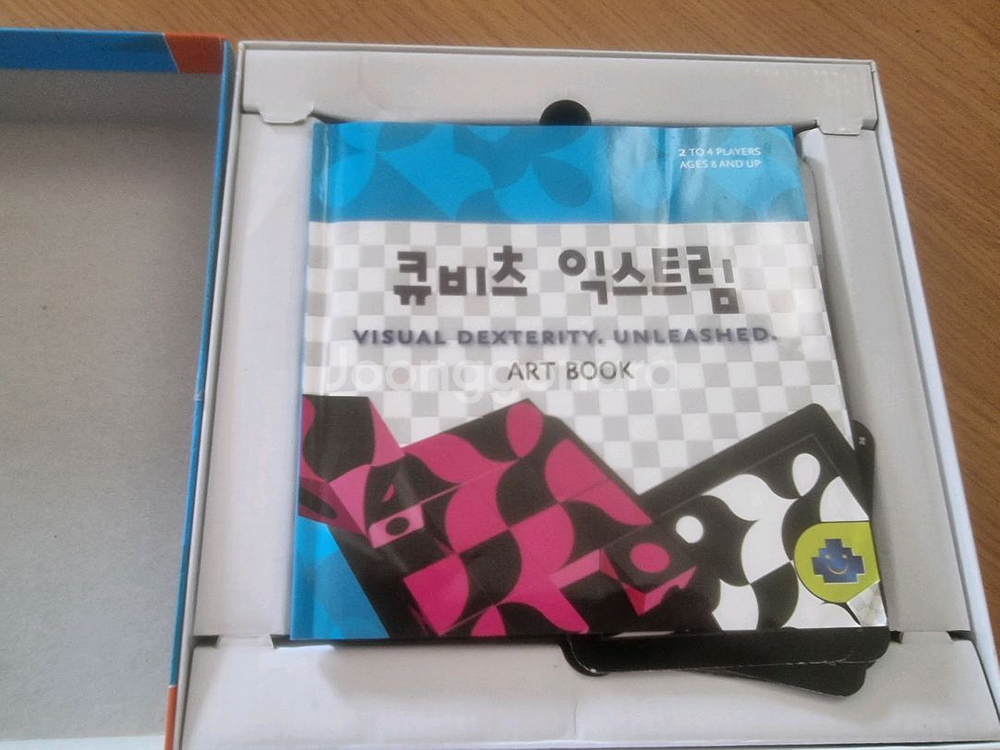 2 TO 4 PLAYERS
AGES 8 AND UP
큐비츠 익스트림
VISUAL DEXTERITY. UNLEASHED.
ART BOOK
Joonggonara